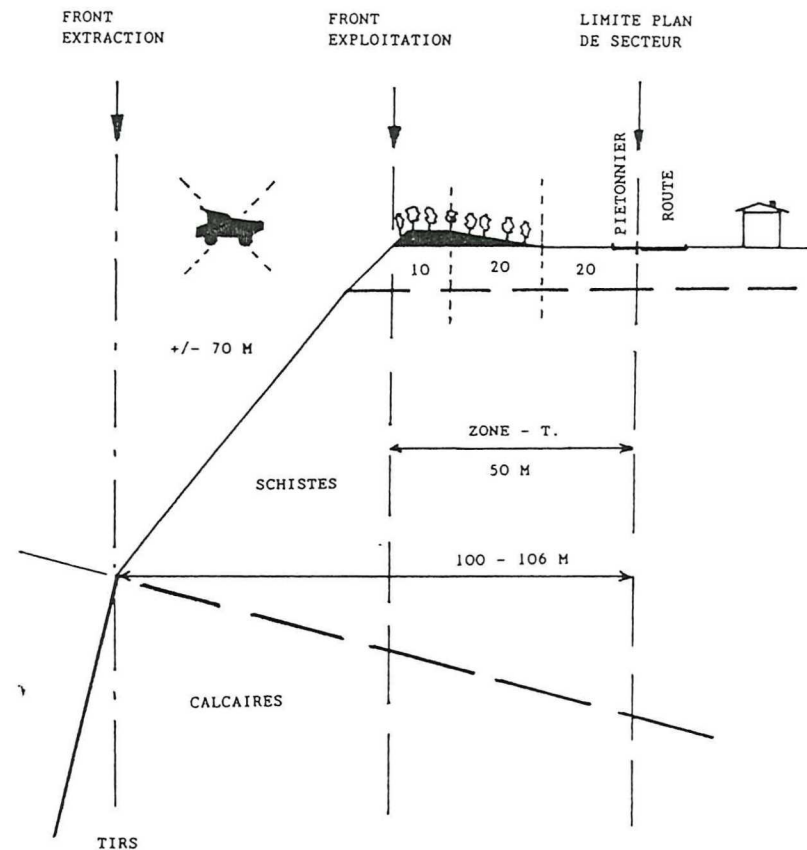 FRONT
EXTRACTION
FRONT
EXPLOITATION
LIMITE PLAN
DE SECTEUR
PIETONNIER
ROUTE
10
20
20
+/- 70 M
ZONE - T.
50 M
SCHISTES
100 - 106 M
CALCAIRES
TIRS